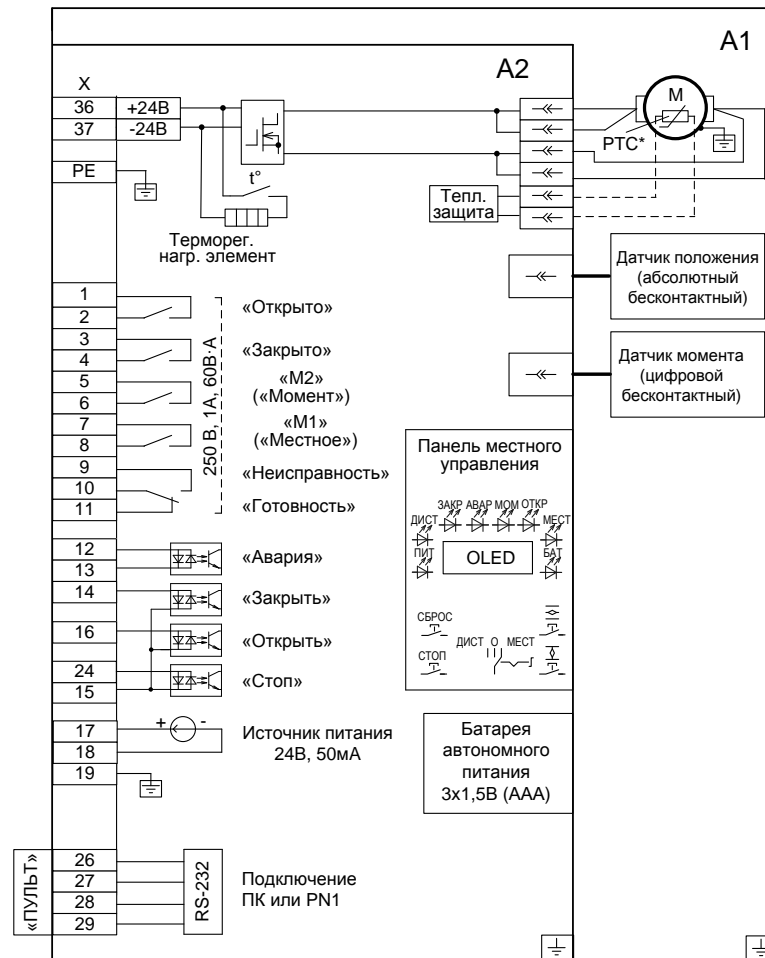 A1
A2
X
36 +24В
37 -24В
PE
M
PTC*
t°
Тепл.
защита
Терморег.
нагр. элемент
Датчик положения
(абсолютный
бесконтактный)
1
2
«Открыто»
3
4
«Закрыто»
5
6
«М2»
(«Момент»)
7
8
«М1»
(«Местное»)
9
10
11
«Неисправность»
«Готовность»
250 В, 1А, 60В·А
Датчик момента
(цифровой
бесконтактный)
Панель местного
управления
ДИСТ ЗАКР АВАР МОМ ОТКР МЕСТ
ПИТ OLED БАТ
СБРОС
СТОП
ДИСТ О МЕСТ
12
13
«Авария»
14
«Закрыть»
16
«Открыть»
24
15
«Стоп»
17
18
19
+ -
Источник питания
24В, 50мА
Батарея
автономного
питания
3х1,5В (ААА)
«ПУЛЬТ»
26
27
28
29
RS-232
Подключение
ПК или PN1